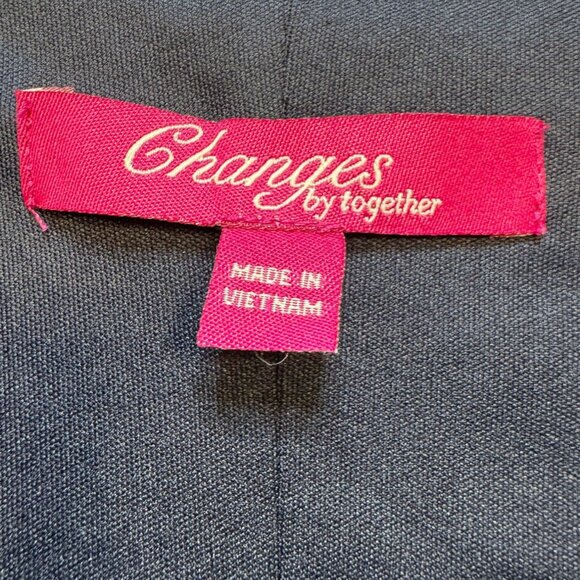 Changes
by together
MADE IN
VIETNAM